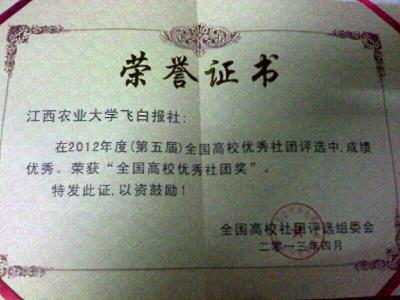 荣誉证书
江西农业大学飞白报社：
在2012年度(第五届)全国高校优秀社团评选中，成绩
优秀。荣获“全国高校优秀社团奖”。
特发此证，以资鼓励！
全国高校社团评选组委会
二零一三年四月